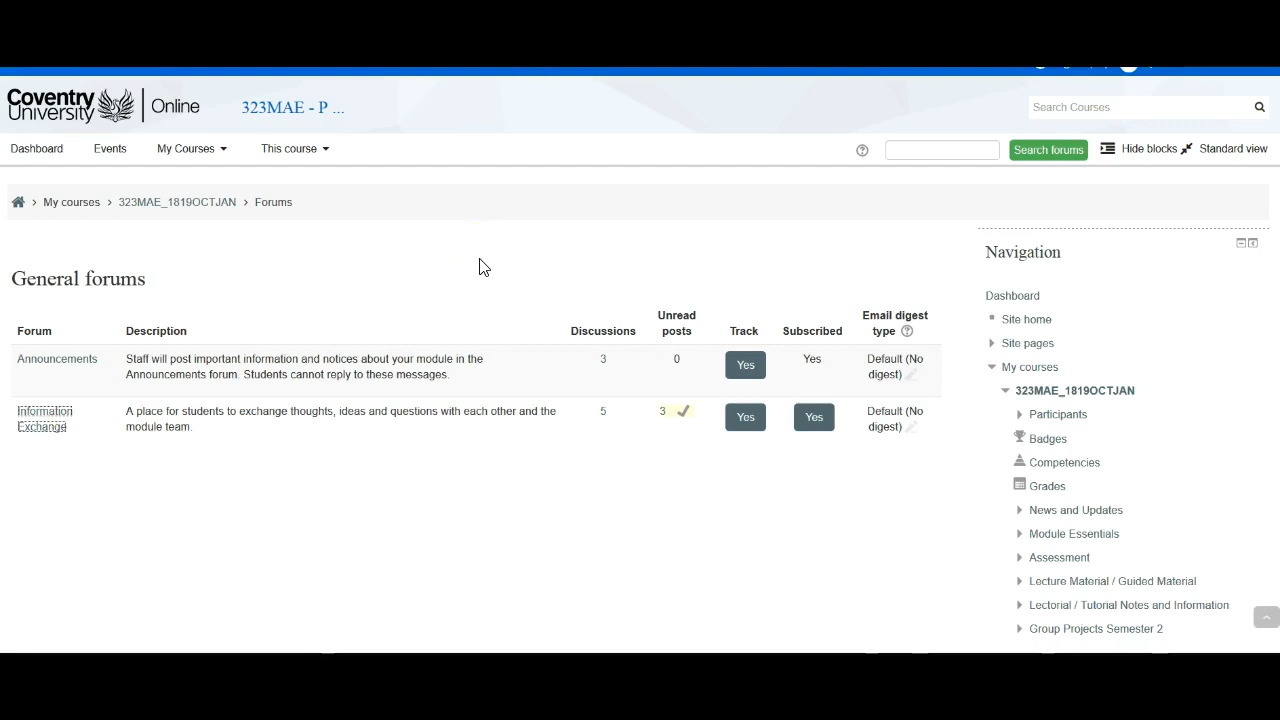 Coventry
University
Online
323MAE - P ...
Search Courses
Dashboard
Events
My Courses
This course
Search forums
Hide blocks
Standard view
My courses > 323MAE_1819OCTJAN > Forums
General forums
Forum
Description
Discussions
Unread
posts
Track
Subscribed
Email digest
type
Announcements
Staff will post important information and notices about your module in the
Announcements forum. Students cannot reply to these messages.
3
0
Yes
Yes
Default (No
digest)
Information
Exchange
A place for students to exchange thoughts, ideas and questions with each other and the
module team.
5
3
Yes
Yes
Default (No
digest)
Navigation
Dashboard
Site home
Site pages
My courses
323MAE_1819OCTJAN
Participants
Badges
Competencies
Grades
News and Updates
Module Essentials
Assessment
Lecture Material / Guided Material
Lectorial / Tutorial Notes and Information
Group Projects Semester 2